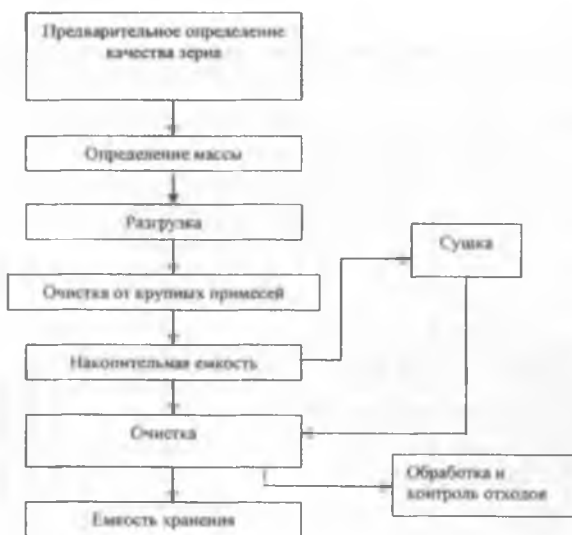 Предварительное определение
качества зерна
Определение массы
Разгрузка
Сушка
Очистка от крупных примесей
Накопительная емкость
Очистка
Обработка и
контроль отходов
Емкость хранения